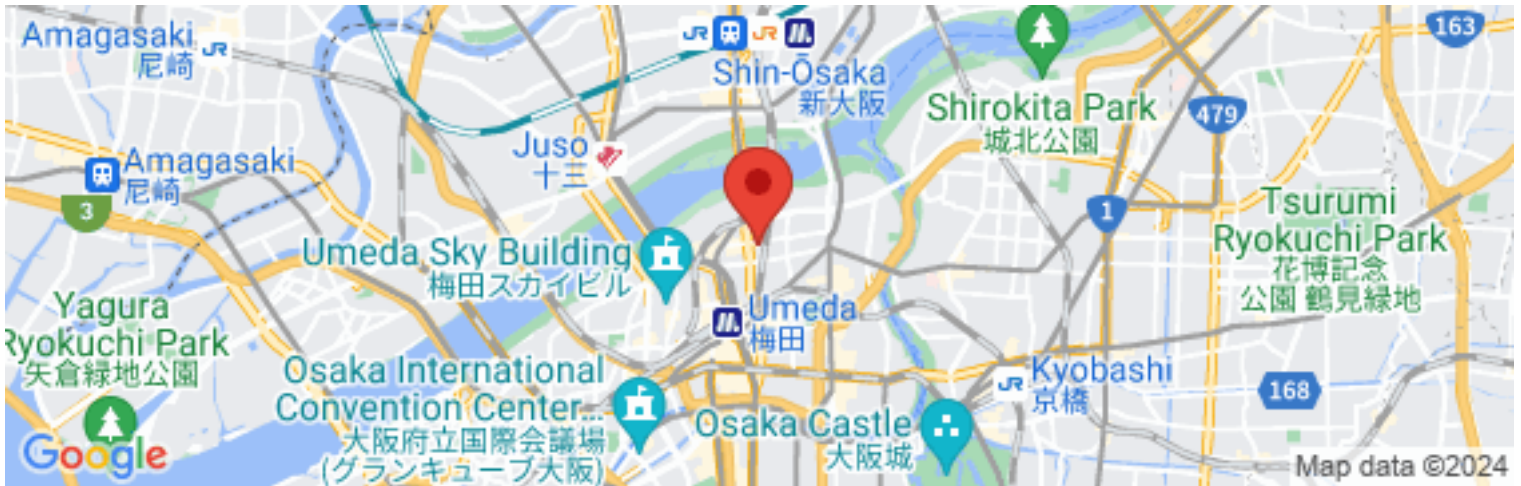 Amagasaki
尼崎
JR
JR
Shin-Ōsaka
新大阪
163
Shirokita Park
城北公園
479
Juso
十三
Amagasaki
尼崎
3
1
Tsurumi
Ryokuchi Park
花博記念
公園 鶴見緑地
Umeda Sky Building
梅田スカイビル
Umeda
梅田
Yagura
Ryokuchi Park
矢倉緑地公園
Osaka International
Convention Center...
大阪府立国際会議場
(グランキューブ大阪)
JR
Kyobashi
京橋
168
Osaka Castle
大阪城
Google
Map data ©2024